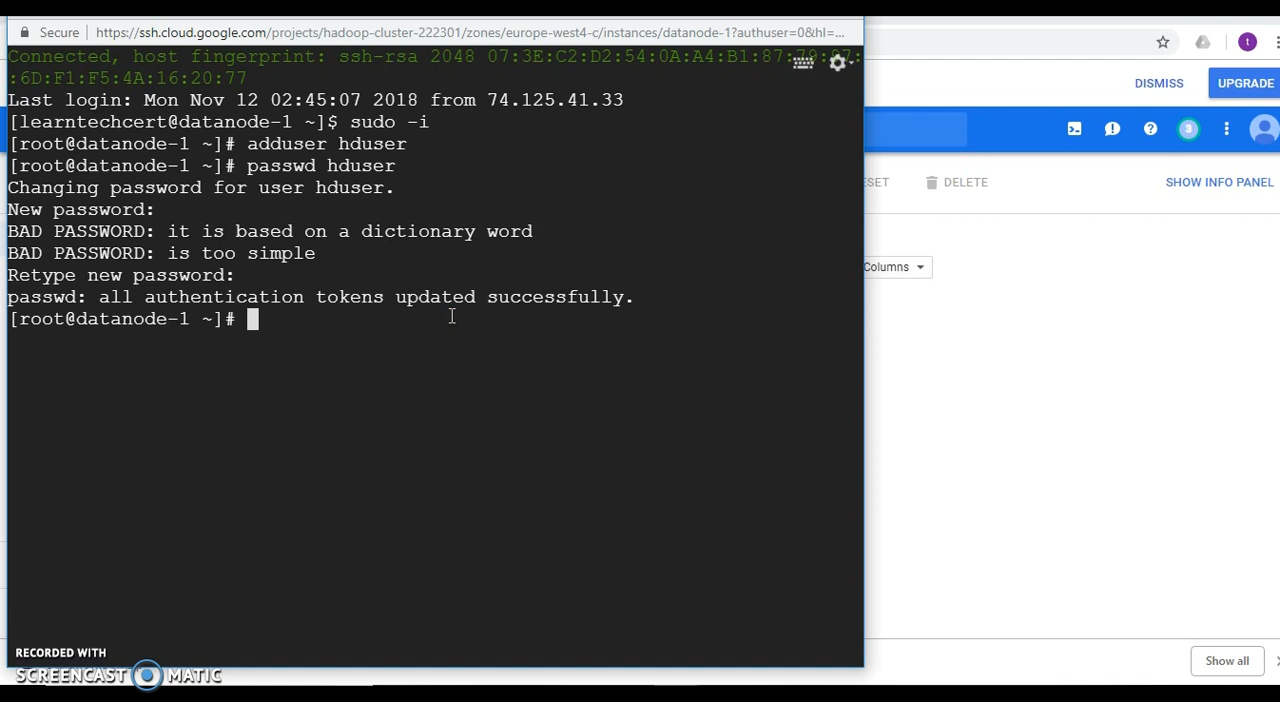 Secure
https://ssh.cloud.google.com/projects/hadoop-cluster-222301/zones/europe-west4-c/instances/datanode-1?authuser=0&hl=...
Connected, host fingerprint: ssh-rsa 2048 07:3E:C2:D2:54:0A:A4:B1:87:
:6D:F1:F5:4A:16:20:77
Last login: Mon Nov 12 02:45:07 2018 from 74.125.41.33
[learntechcert@datanode-1 ~]$ sudo -i
[root@datanode-1 ~]# adduser hduser
[root@datanode-1 ~]# passwd hduser
Changing password for user hduser.
New password:
BAD PASSWORD: it is based on a dictionary word
BAD PASSWORD: is too simple
Retype new password:
passwd: all authentication tokens updated successfully.
[root@datanode-1 ~]#
t
DISMISS
UPGRADE
3
SET
DELETE
SHOW INFO PANEL
Columns
Show all
RECORDED WITH
SCREENCAST MATIC